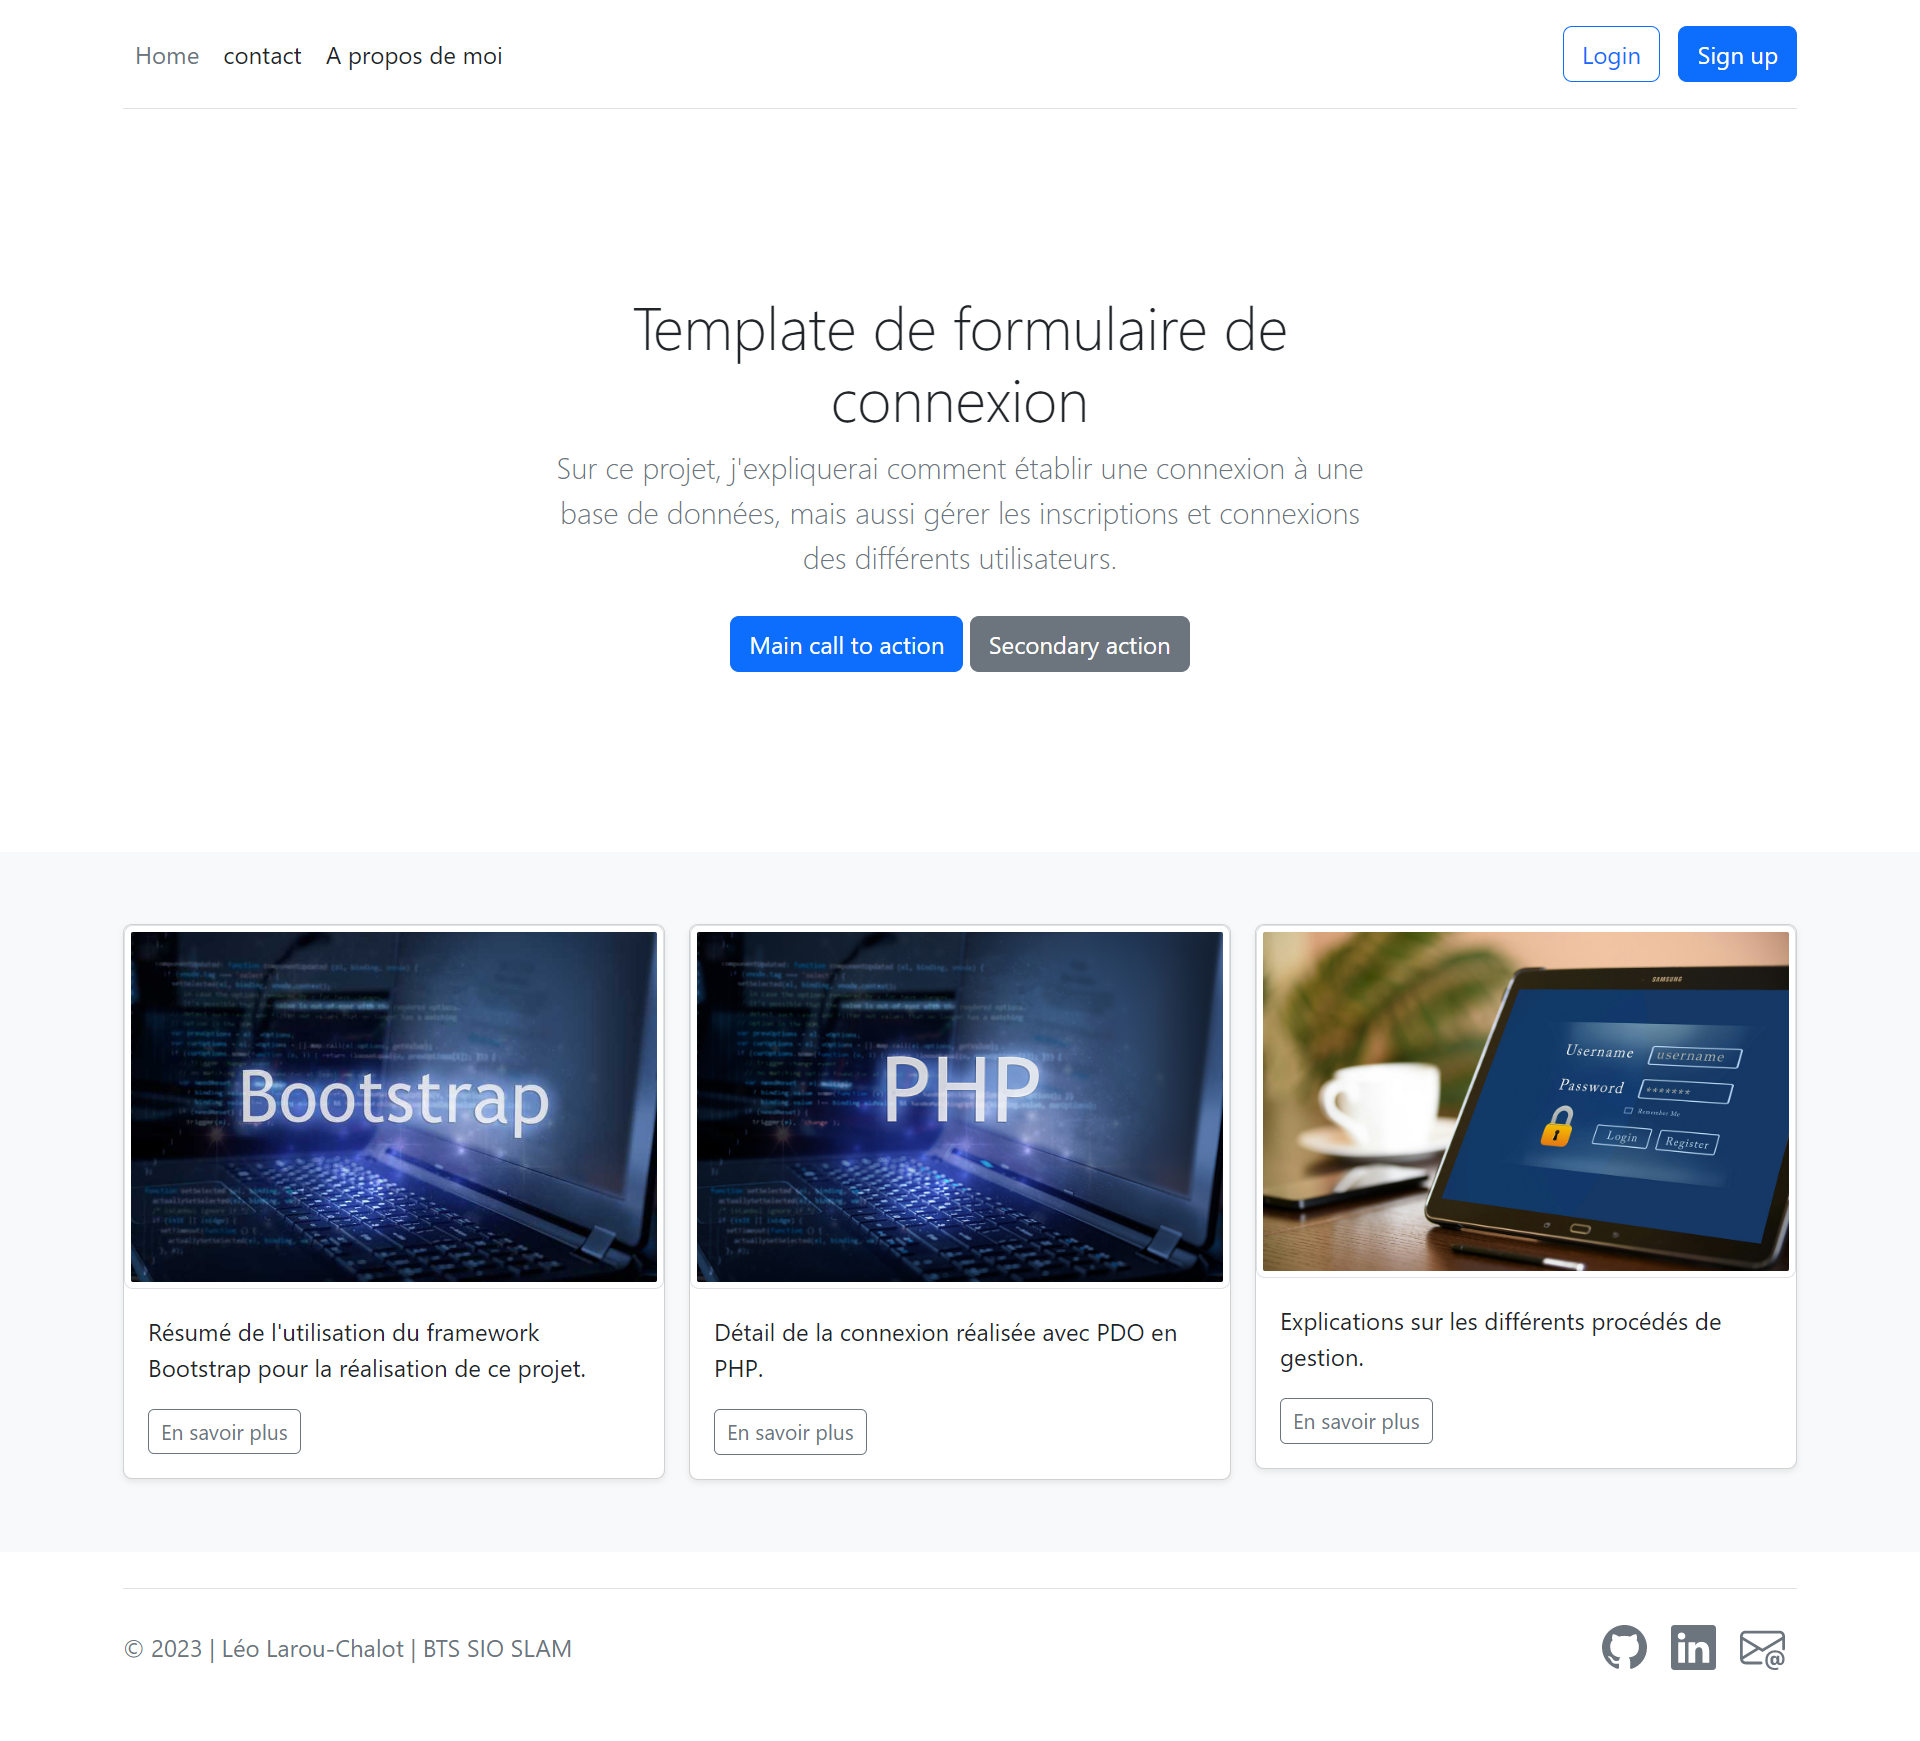 Home contact A propos de moi Login Sign up
Template de formulaire de
connexion
Sur ce projet, j'expliquerai comment établir une connexion à une
base de données, mais aussi gérer les inscriptions et connexions
des différents utilisateurs.
Main call to action Secondary action
Bootstrap
PHP
SAMSUNG
Username username
Password *******
Remember Me
Login Register
Résumé de l'utilisation du framework
Bootstrap pour la réalisation de ce projet.
En savoir plus
Détail de la connexion réalisée avec PDO en
PHP.
En savoir plus
Explications sur les différents procédés de
gestion.
En savoir plus
© 2023 | Léo Larou-Chalot | BTS SIO SLAM